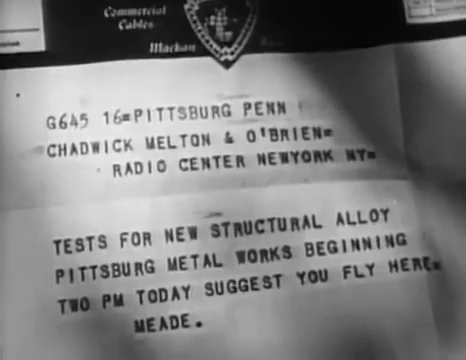 Commercial
Cables
Mackay
G645 16=PITTSBURG PENN
CHADWICK MELTON & O'BRIEN=
RADIO CENTER NEWYORK NY=
TESTS FOR NEW STRUCTURAL ALLOY
PITTSBURG METAL WORKS BEGINNING
TWO PM TODAY SUGGEST YOU FLY HERE=
MEADE.